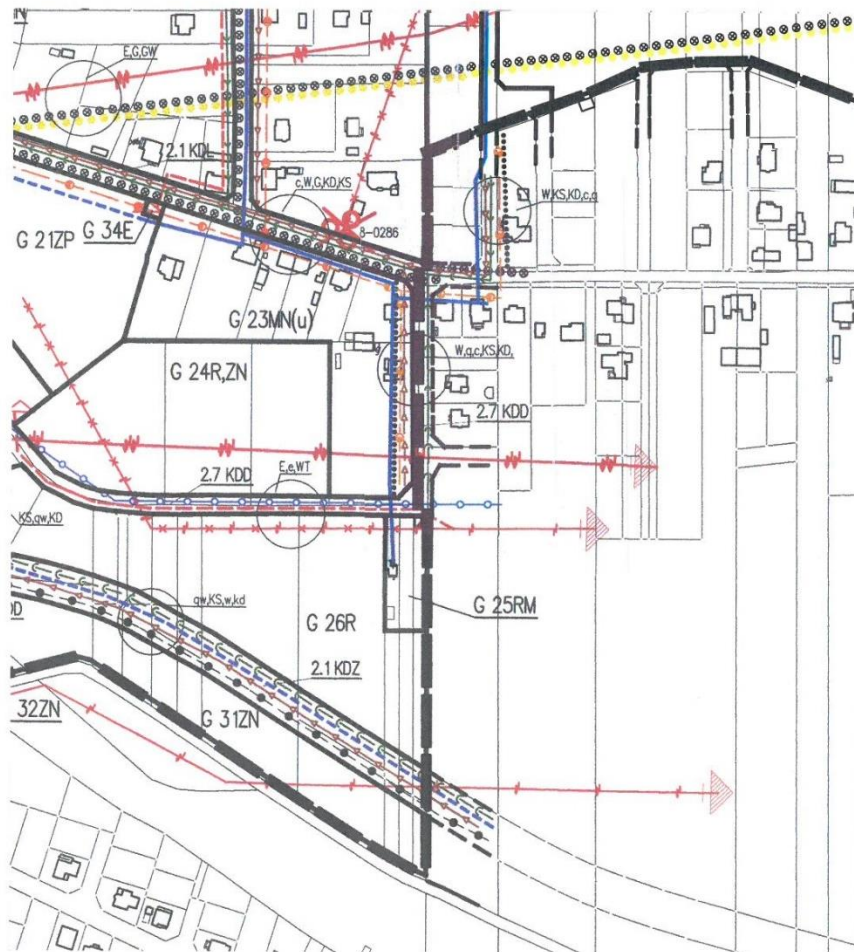 E,G,GW
2.1 KDL
c,W,G,KD,KS
W,KS,KD,c,g
8-0286
G 21ZP
G 34E
G 23MN(u)
W,g,c,KS,KD,
G 24R,ZN
2.7 KDD
E,e,WT
2.7 KDD
KS,gw,KD
gw,KS,w,kd
G 25RM
G 26R
2.1 KDZ
32ZN
G 31ZN